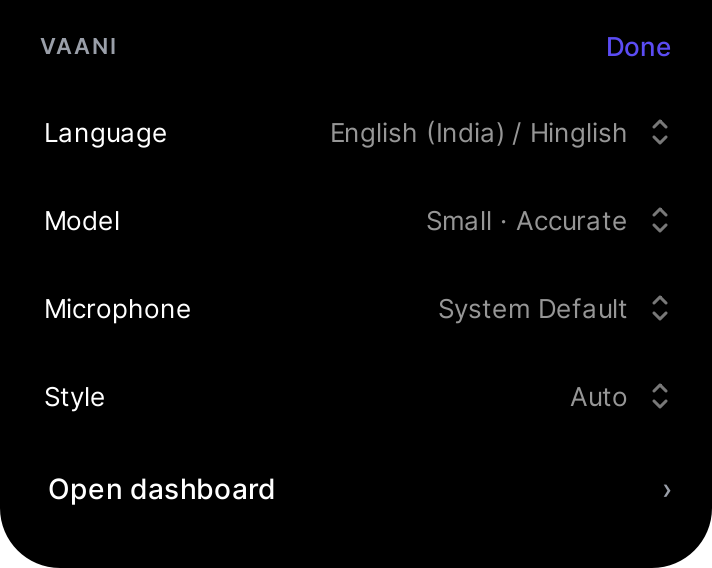 VAANI Done
Language English (India) / Hinglish
Model Small · Accurate
Microphone System Default
Style Auto
Open dashboard ›